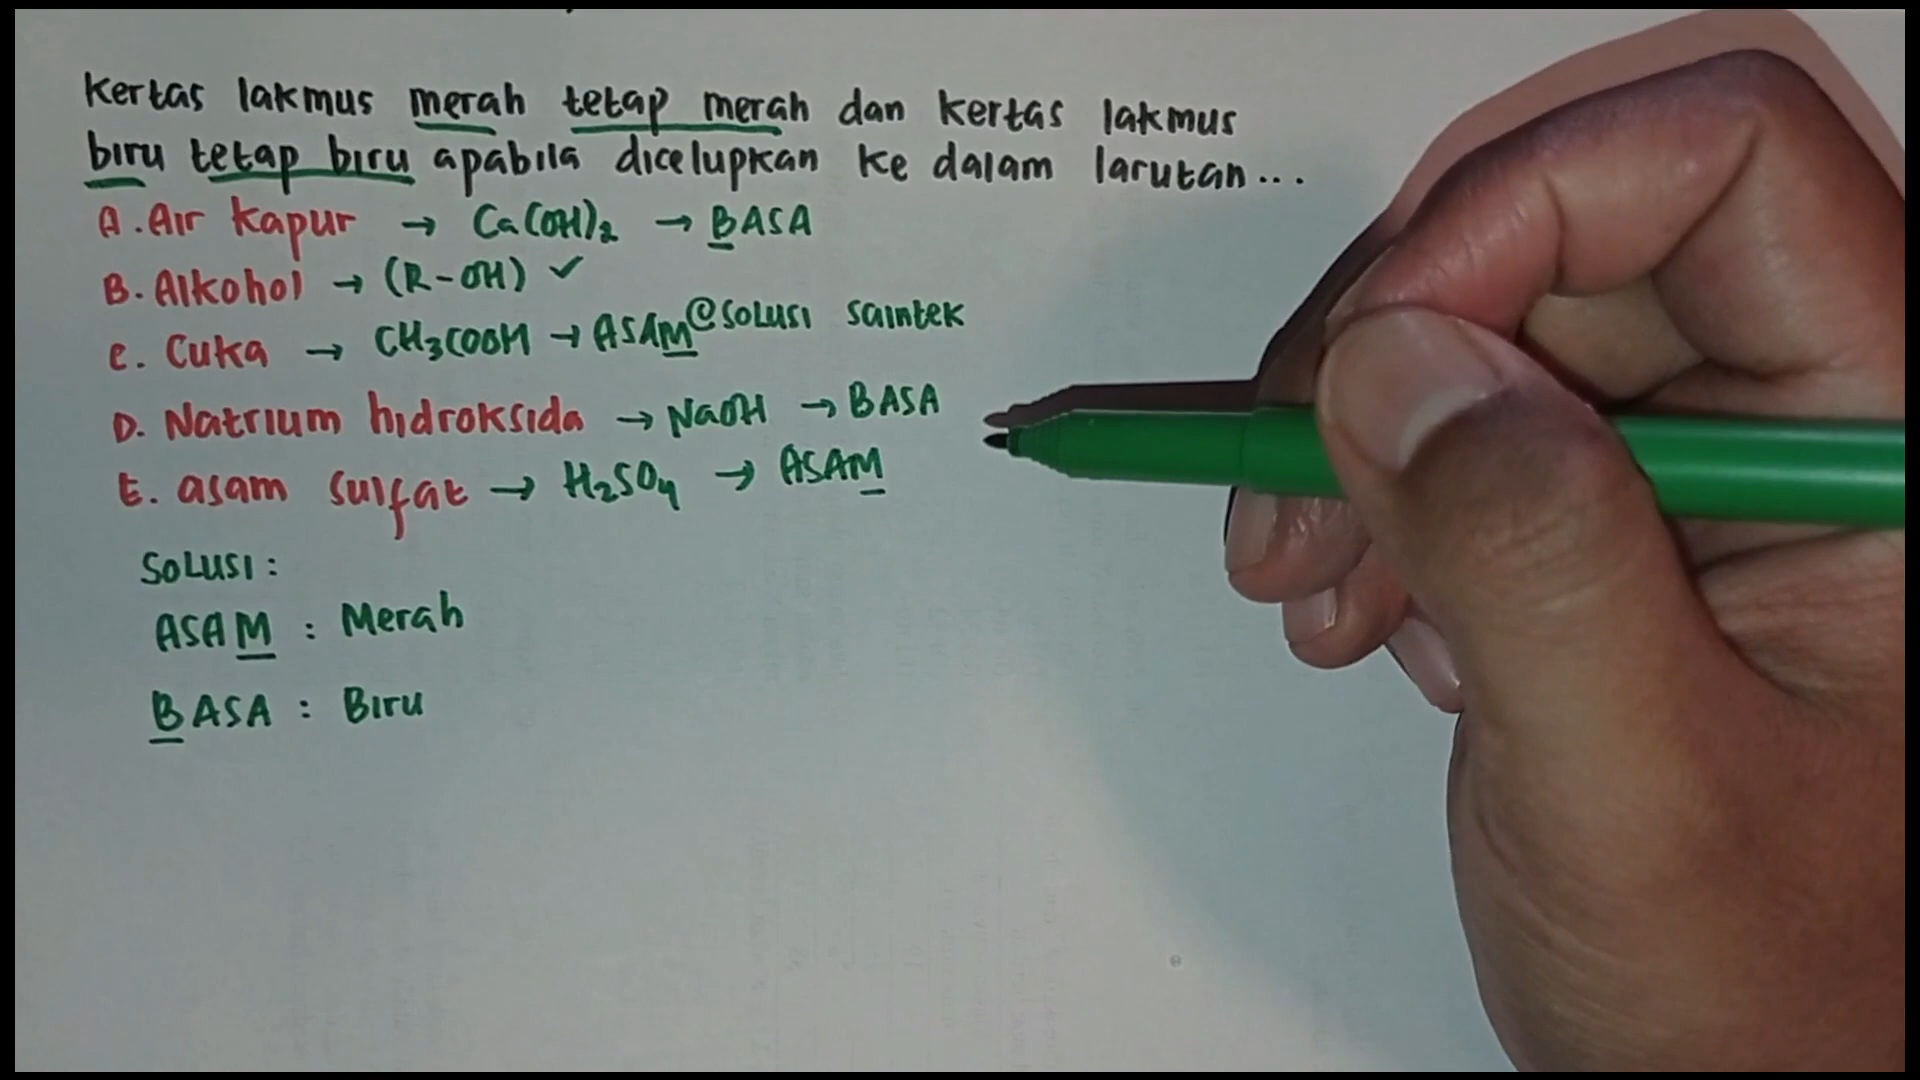 Kertas lakmus merah tetap merah dan kertas lakmus
biru tetap biru apabila dicelupkan ke dalam larutan...
A. Air kapur → Ca(OH)₂ → BASA
B. Alkohol → (R-OH) ✓
C. Cuka → CH₃COOH → ASAM @Solusi Saintek
D. Natrium hidroksida → NaOH → BASA
E. asam sulfat → H₂SO₄ → ASAM
SOLUSI :
ASAM : Merah
BASA : Biru